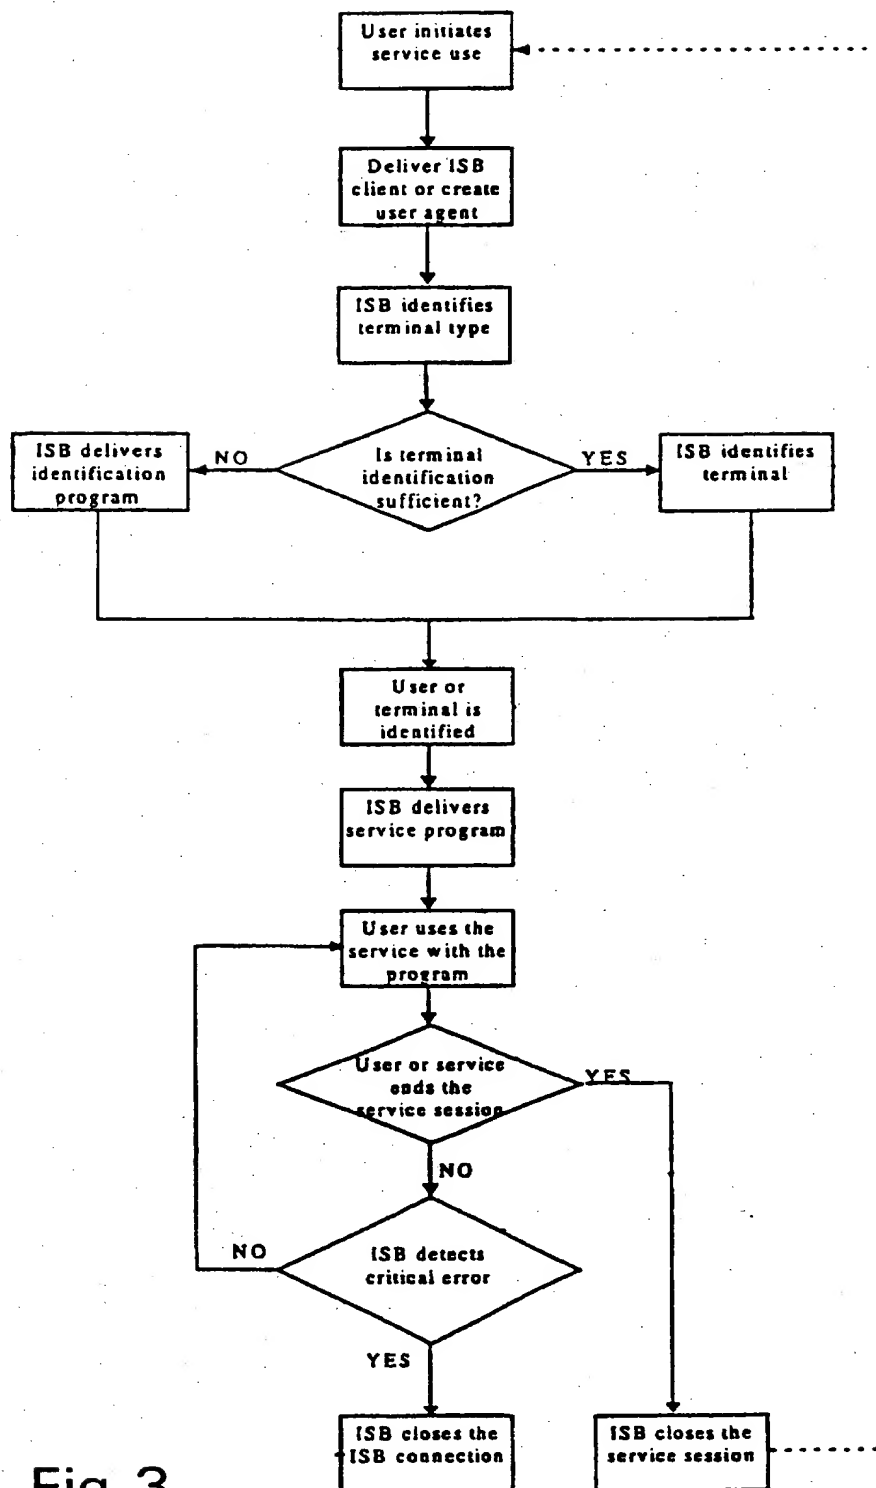 User initiates
service use
Deliver ISB
client or create
user agent
ISB identifies
terminal type
ISB delivers
identification
program
NO
Is terminal
identification
sufficient?
YES
ISB identifies
terminal
User or
terminal is
identified
ISB delivers
service program
User uses the
service with the
program
User or service
ends the
service session
YES
NO
NO
ISB detects
critical error
YES
ISB closes the
ISB connection
ISB closes the
service session
Fig. 3